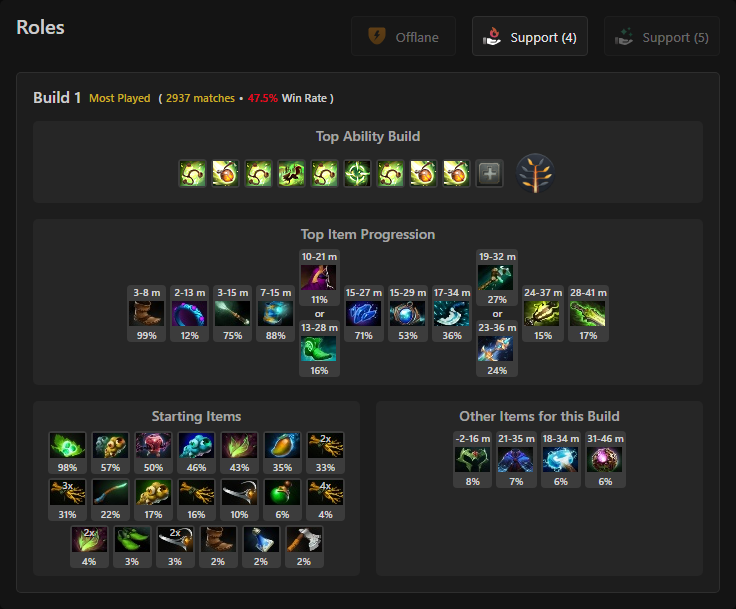 Roles
Offlane
Support (4)
Support (5)
Build 1 Most Played ( 2937 matches • 47.5% Win Rate )
Top Ability Build
Top Item Progression
10-21 m
11%
or
13-28 m
16%
19-32 m
27%
or
23-36 m
24%
3-8 m 2-13 m 3-15 m 7-15 m 15-27 m 15-29 m 17-34 m 24-37 m 28-41 m
99% 12% 75% 88% 71% 53% 36% 15% 17%
Starting Items
2x
98% 57% 50% 46% 43% 35% 33%
3x 4x
31% 22% 17% 16% 10% 6% 4%
2x 2x
4% 3% 3% 2% 2% 2%
Other Items for this Build
-2-16 m 21-35 m 18-34 m 31-46 m
8% 7% 6% 6%